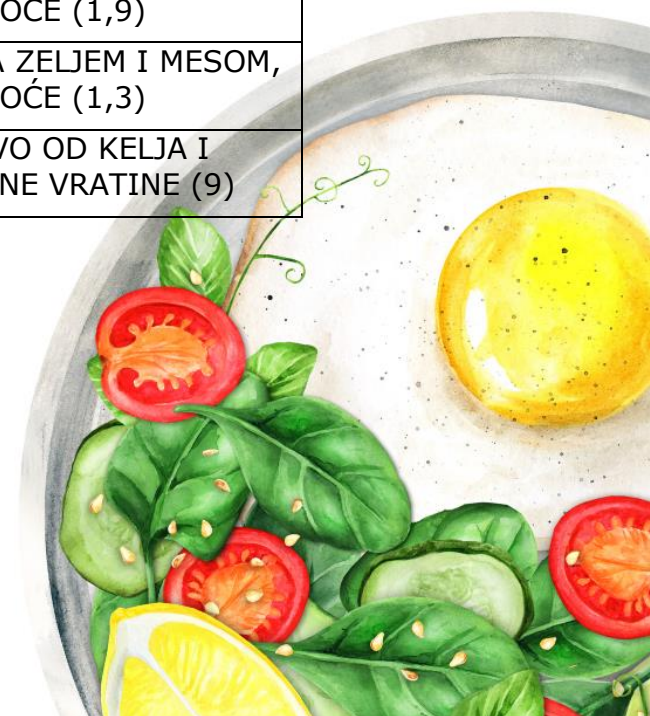 OĆE (1,9)
A ZELJEM I MESOM,
OĆE (1,3)
VO OD KELJA I
NE VRATINE (9)